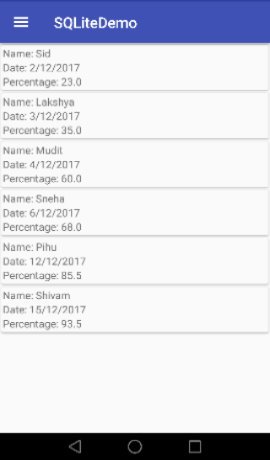 SQLiteDemo
Name: Sid
Date: 2/12/2017
Percentage: 23.0
Name: Lakshya
Date: 3/12/2017
Percentage: 35.0
Name: Mudit
Date: 4/12/2017
Percentage: 60.0
Name: Sneha
Date: 6/12/2017
Percentage: 68.0
Name: Pihu
Date: 12/12/2017
Percentage: 85.5
Name: Shivam
Date: 15/12/2017
Percentage: 93.5